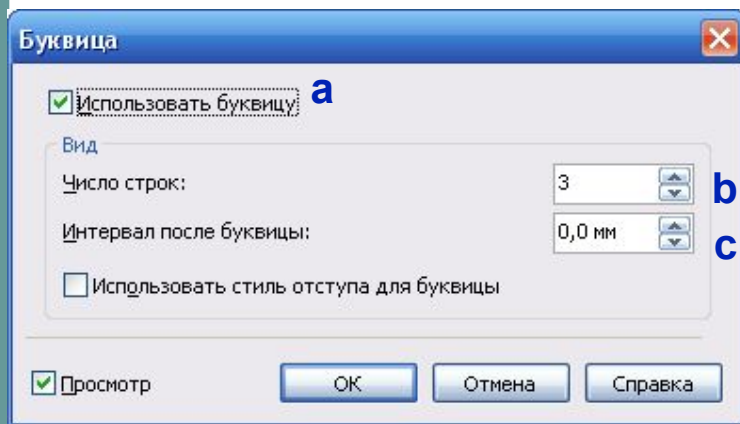 Буквица
Использовать буквицу a
Вид
Число строк: 3 b
Интервал после буквицы: 0,0 мм c
Использовать стиль отступа для буквицы
Просмотр ОК Отмена Справка